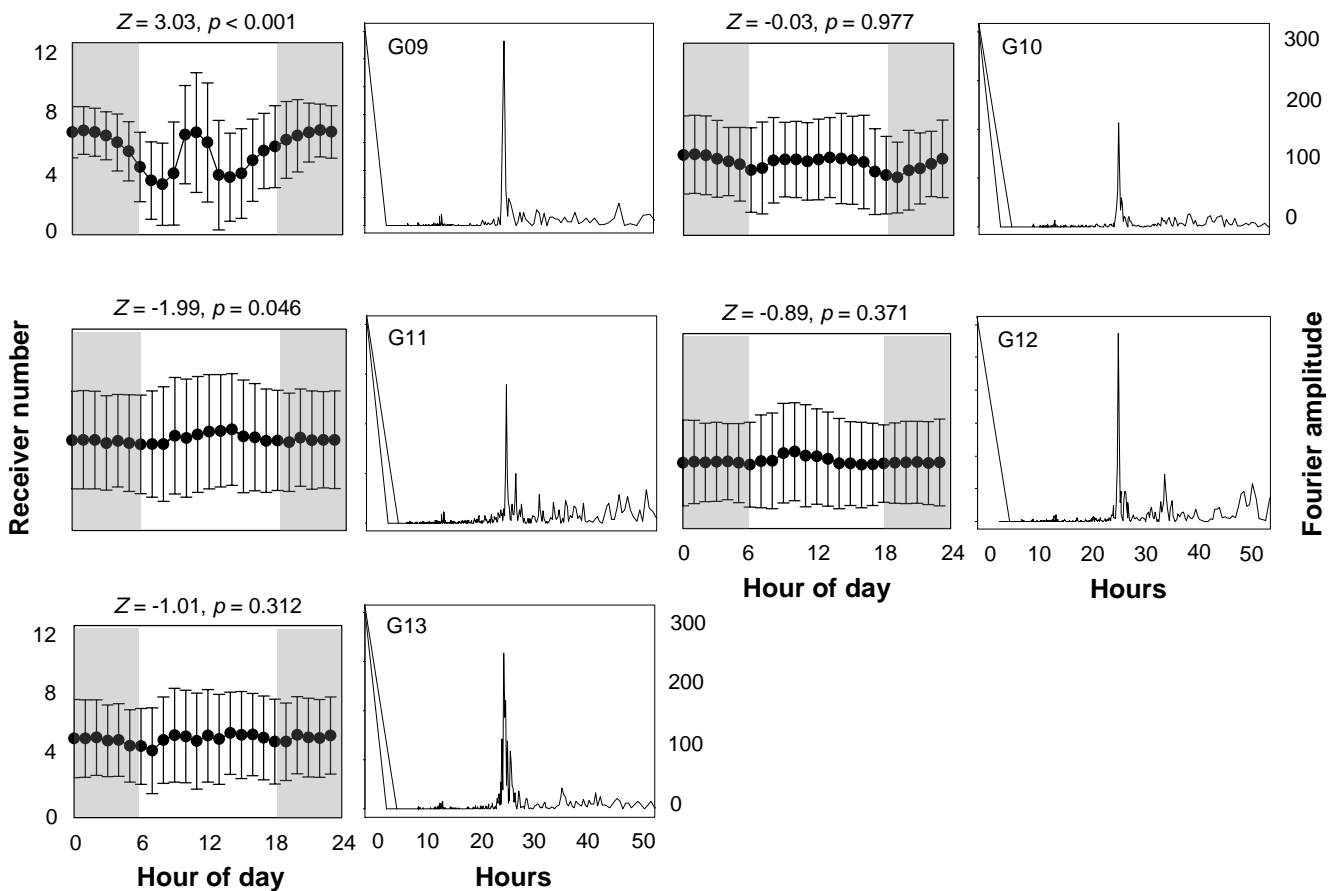 Z = 3.03, p < 0.001
Z = -0.03, p = 0.977
12
8
4
0
G09
G10
300
200
100
0
Z = -1.99, p = 0.046
Z = -0.89, p = 0.371
Receiver number
G11
G12
Fourier amplitude
0 6 12 18 24
0 10 20 30 40 50
Hour of day
Hours
Z = -1.01, p = 0.312
12
8
4
0
G13
300
200
100
0
0 6 12 18 24
0 10 20 30 40 50
Hour of day
Hours